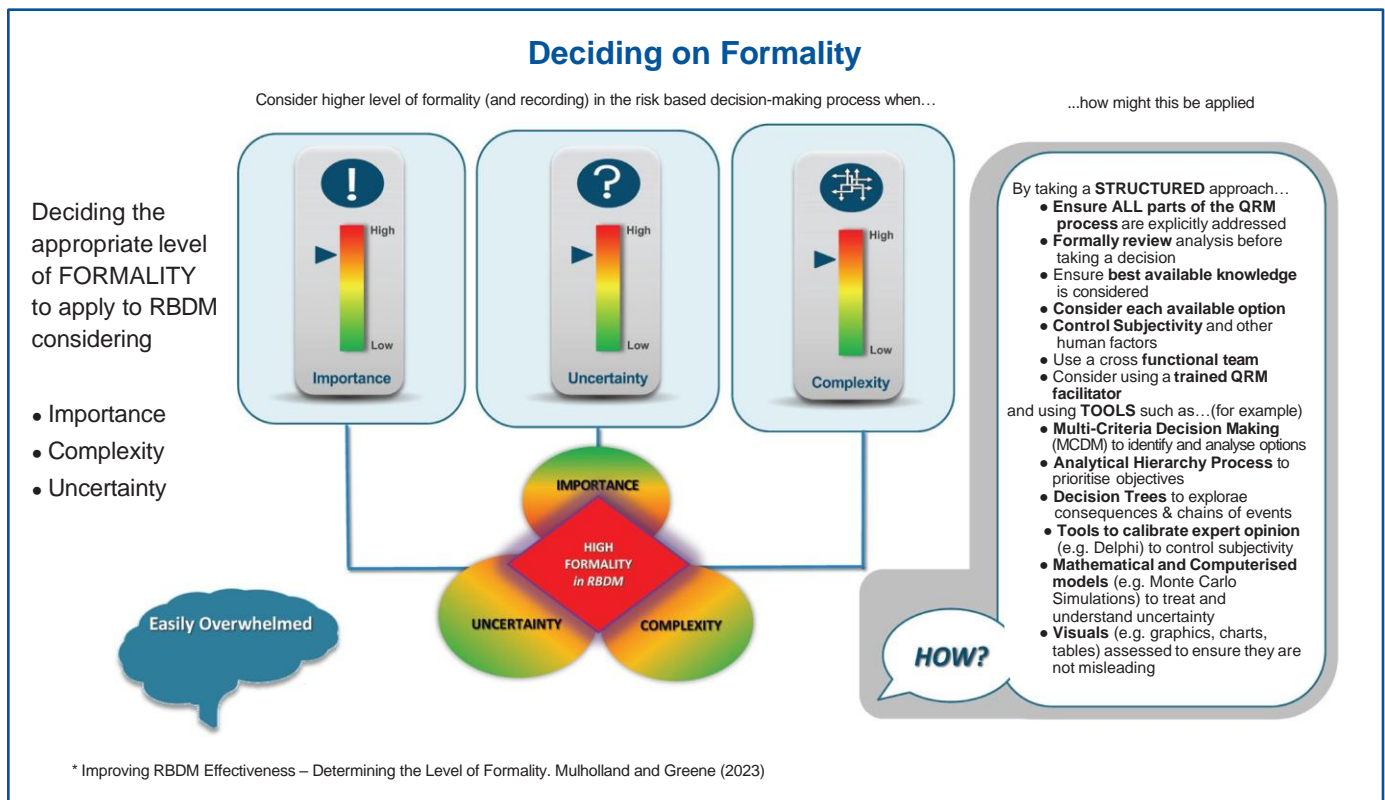 Deciding on Formality
Consider higher level of formality (and recording) in the risk based decision-making process when…
...how might this be applied
Deciding the
appropriate level
of FORMALITY
to apply to RBDM
considering
● Importance
● Complexity
● Uncertainty
!
High
Low
Importance
?
High
Low
Uncertainty
High
Low
Complexity
IMPORTANCE
HIGH
FORMALITY
in RBDM
UNCERTAINTY
COMPLEXITY
Easily Overwhelmed
HOW?
By taking a STRUCTURED approach…
● Ensure ALL parts of the QRM
process are explicitly addressed
● Formally review analysis before
taking a decision
● Ensure best available knowledge
is considered
● Consider each available option
● Control Subjectivity and other
human factors
● Use a cross functional team
● Consider using a trained QRM
facilitator
and using TOOLS such as…(for example)
● Multi-Criteria Decision Making
(MCDM) to identify and analyse options
● Analytical Hierarchy Process to
prioritise objectives
● Decision Trees to explorae
consequences & chains of events
● Tools to calibrate expert opinion
(e.g. Delphi) to control subjectivity
● Mathematical and Computerised
models (e.g. Monte Carlo
Simulations) to treat and
understand uncertainty
● Visuals (e.g. graphics, charts,
tables) assessed to ensure they are
not misleading
* Improving RBDM Effectiveness – Determining the Level of Formality. Mulholland and Greene (2023)